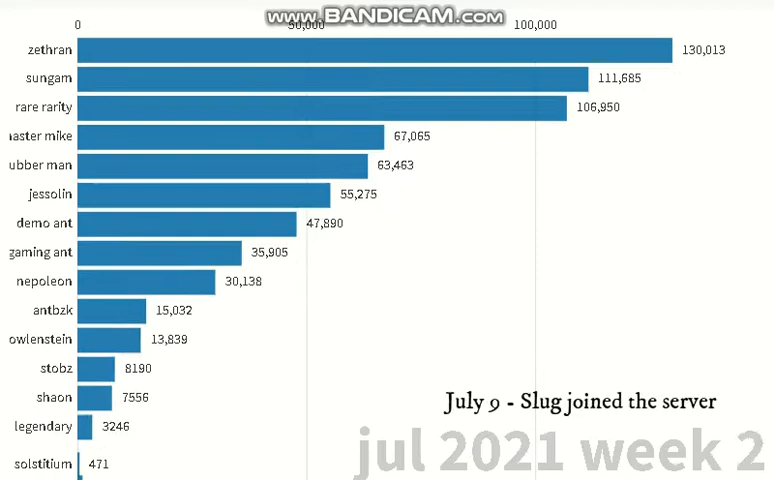 www.BANDICAM.com
0 50,000 100,000
zethran 130,013
sungam 111,685
rare rarity 106,950
aster mike 67,065
ubber man 63,463
jessolin 55,275
demo ant 47,890
gaming ant 35,905
nepoleon 30,138
antbzk 15,032
owlenstein 13,839
stobz 8190
shaon 7556
July 9 - Slug joined the server
legendary 3246
jul 2021 week 2
solstitium 471